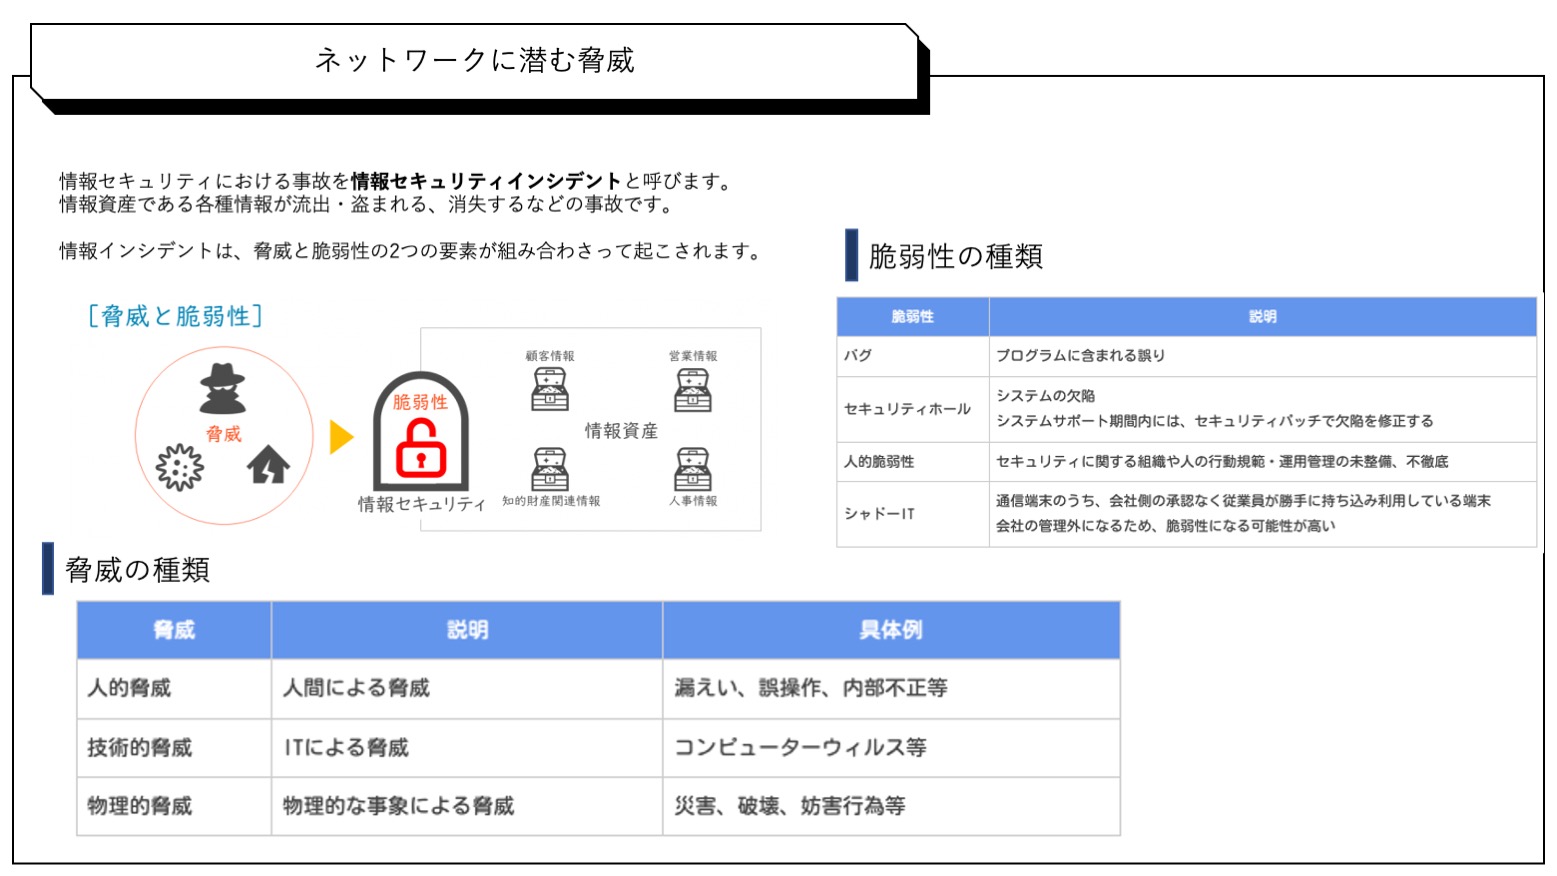 ネットワークに潜む脅威
情報セキュリティにおける事故を情報セキュリティインシデントと呼びます。
情報資産である各種情報が流出・盗まれる、消失するなどの事故です。
情報インシデントは、脅威と脆弱性の2つの要素が組み合わさって起こされます。
［脅威と脆弱性］
脅威
脆弱性
情報セキュリティ
顧客情報
営業情報
情報資産
知的財産関連情報
人事情報
脆弱性の種類
脆弱性 説明
バグ プログラムに含まれる誤り
セキュリティホール システムの欠陥
システムサポート期間内には、セキュリティパッチで欠陥を修正する
人的脆弱性 セキュリティに関する組織や人の行動規範・運用管理の未整備、不徹底
シャドーIT 通信端末のうち、会社側の承認なく従業員が勝手に持ち込み利用している端末
会社の管理外になるため、脆弱性になる可能性が高い
脅威の種類
脅威 説明 具体例
人的脅威 人間による脅威 漏えい、誤操作、内部不正等
技術的脅威 ITによる脅威 コンピューターウィルス等
物理的脅威 物理的な事象による脅威 災害、破壊、妨害行為等